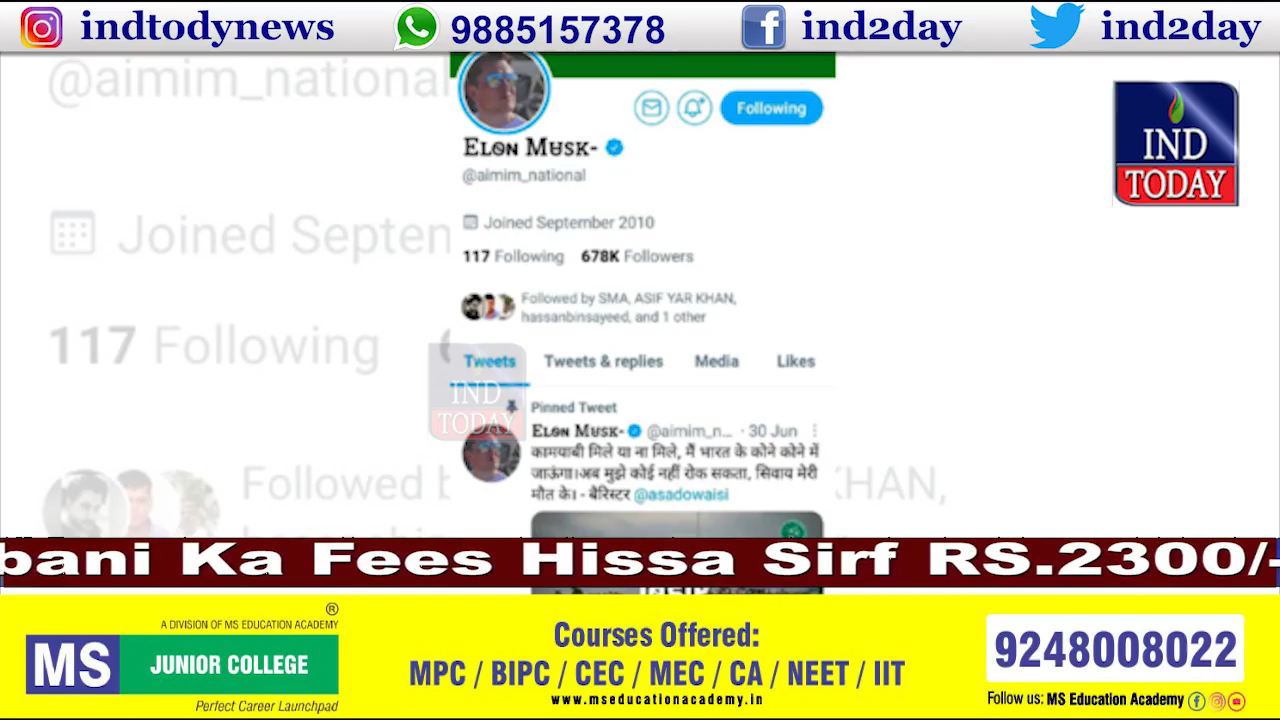 indtodynews
9885157378
ind2day
ind2day
@aimim_national
Following
IND
TODAY
Elon Musk-
@aimim_national
Joined September 2010
Joined Septen
117 Following 678K Followers
Followed by SMA, ASIF YAR KHAN,
hassanbinsayeed, and 1 other
117 Following
Tweets Tweets & replies Media Likes
IND
TODAY
Pinned Tweet
Elon Musk- @aimim_n... · 30 Jun
कामयाबी मिले या ना मिले, मैं भारत के कोने कोने में
जाऊंगा।अब मुझे कोई नहीं रोक सकता, सिवाय मेरी
मौत के। - बैरिस्टर @asadowaisi
Followed b
KHAN,
bani Ka Fees Hissa Sirf RS.2300/-
®
A DIVISION OF MS EDUCATION ACADEMY
MS JUNIOR COLLEGE
Perfect Career Launchpad
Courses Offered:
MPC / BIPC / CEC / MEC / CA / NEET / IIT
www.mseducationacademy.in
9248008022
Follow us: MS Education Academy